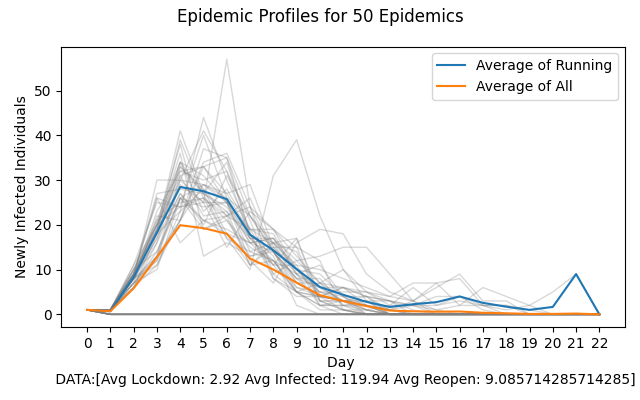 Epidemic Profiles for 50 Epidemics
Average of Running
Average of All
Newly Infected Individuals
50
40
30
20
10
0
0 1 2 3 4 5 6 7 8 9 10 11 12 13 14 15 16 17 18 19 20 21 22
Day
DATA:[Avg Lockdown: 2.92 Avg Infected: 119.94 Avg Reopen: 9.085714285714285]